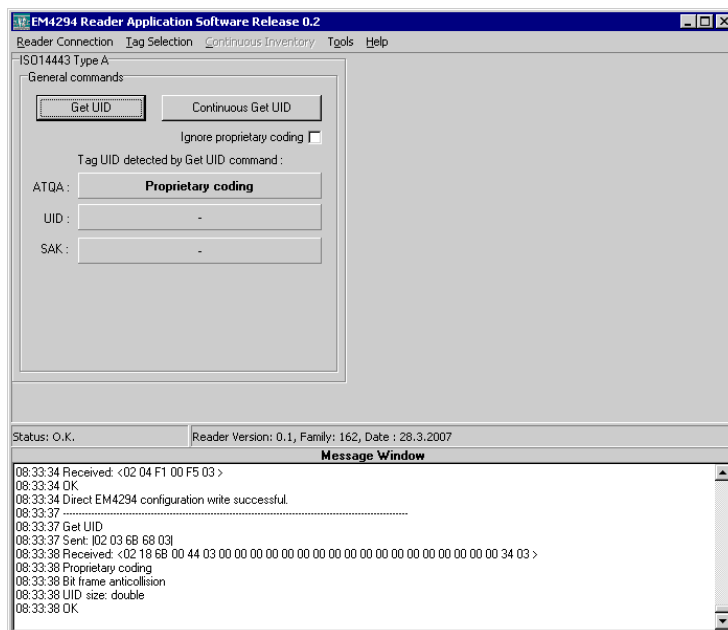 EM4294 Reader Application Software Release 0.2
Reader Connection Tag Selection Continuous Inventory Tools Help
ISO14443 Type A
General commands
Get UID Continuous Get UID
Ignore proprietary coding
Tag UID detected by Get UID command :
ATQA : Proprietary coding
UID : -
SAK : -
Status: O.K. Reader Version: 0.1, Family: 162, Date : 28.3.2007
Message Window
08:33:34 Received: <02 04 F1 00 F5 03 >
08:33:34 OK
08:33:34 Direct EM4294 configuration write successful.
08:33:37 ------------------------------------------------------------------------------------------------
08:33:37 Get UID
08:33:37 Sent: |02 03 6B 68 03|
08:33:38 Received: <02 18 6B 00 44 03 00 00 00 00 00 00 00 00 00 00 00 00 00 00 00 00 00 00 34 03 >
08:33:38 Proprietary coding
08:33:38 Bit frame anticollision
08:33:38 UID size: double
08:33:38 OK